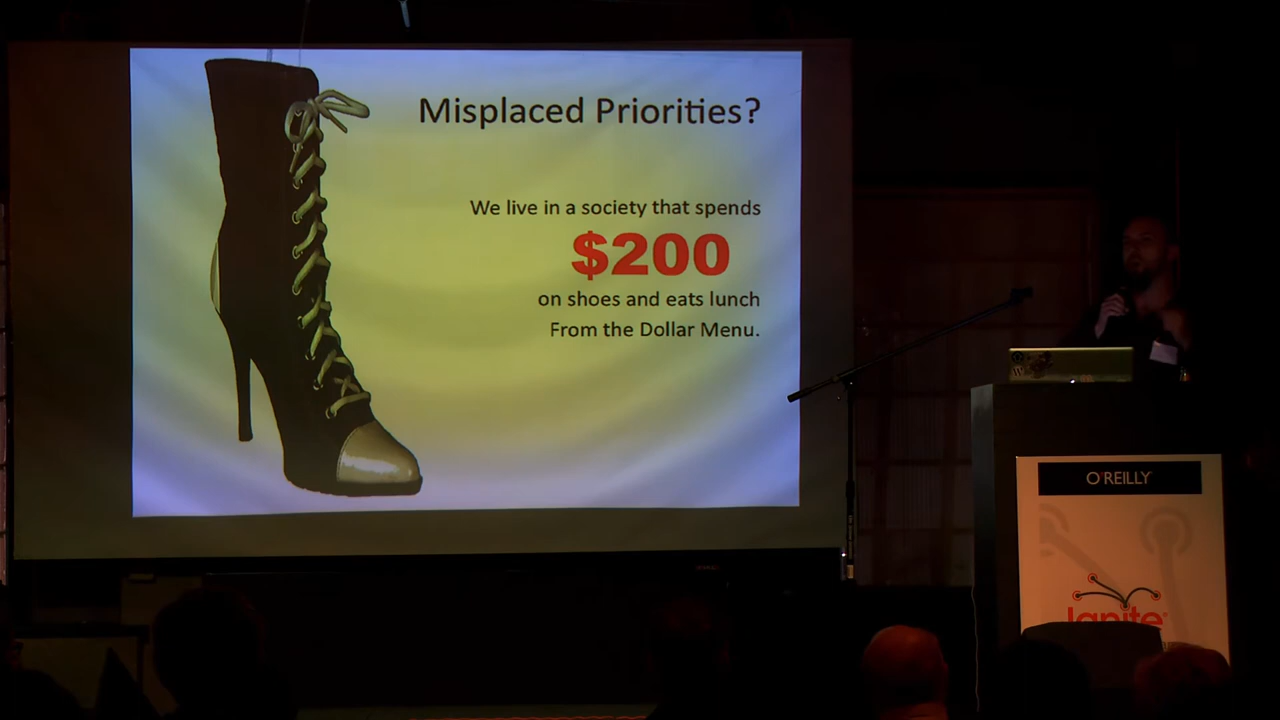 Misplaced Priorities?
We live in a society that spends
$200
on shoes and eats lunch
From the Dollar Menu.
O'REILLY
Ignite